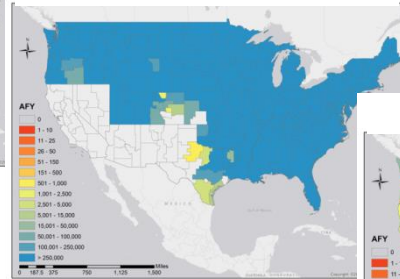 N
AFY
0
1 - 10
11 - 25
26 - 50
51 - 150
151 - 500
501 - 1,000
1,001 - 2,500
2,501 - 5,000
5,001 - 15,000
15,001 - 50,000
50,001 - 100,000
100,001 - 250,000
> 250,000
MEXICO
Miles
0 187.5 375 750 1,125 1,500
N
AFY
0
1 -
11 -